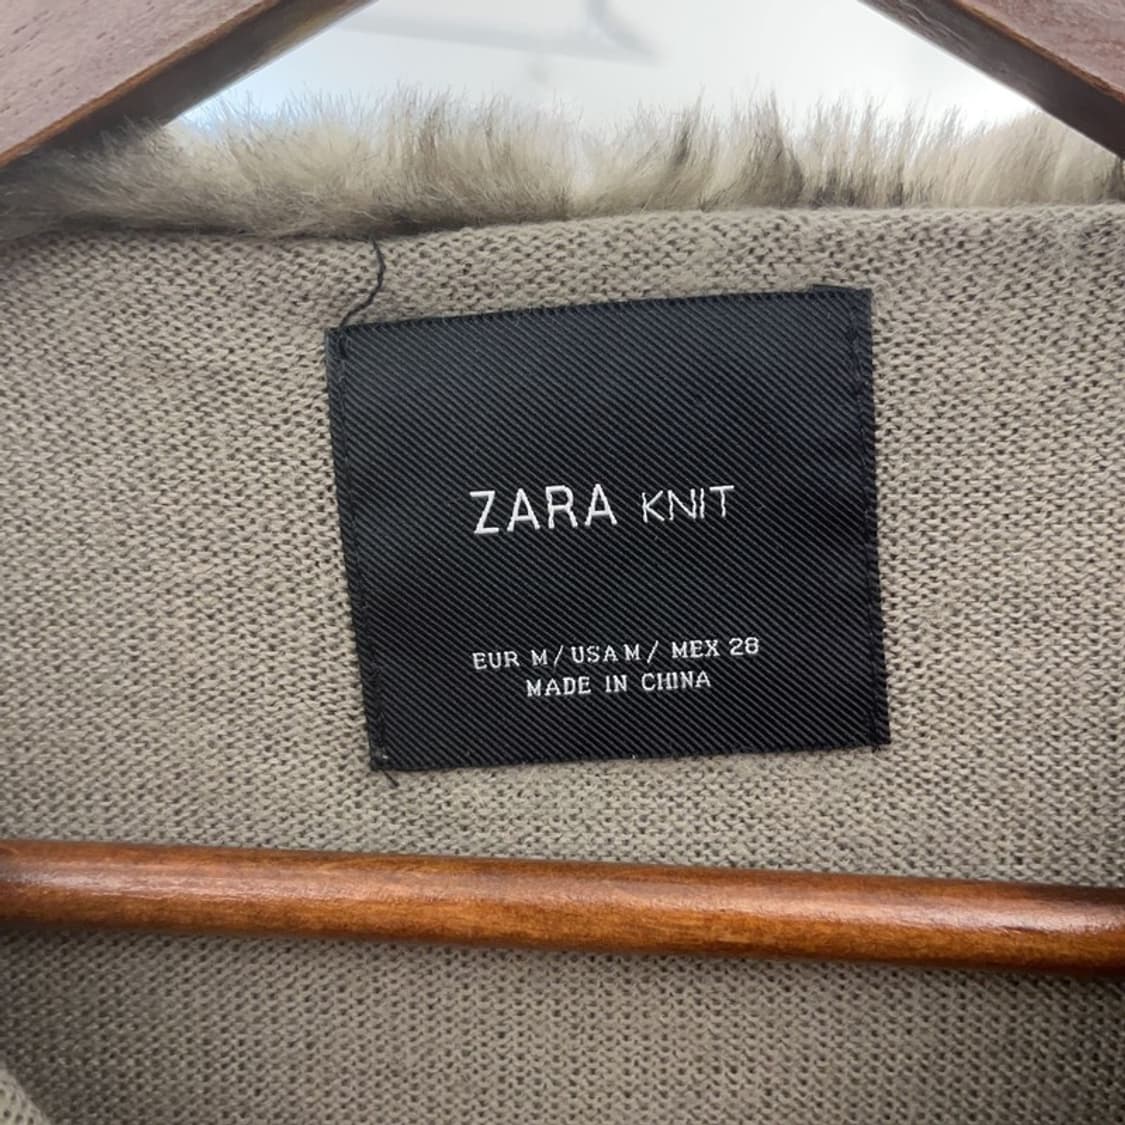 ZARA KNIT
EUR M/USA M/ MEX 28
MADE IN CHINA